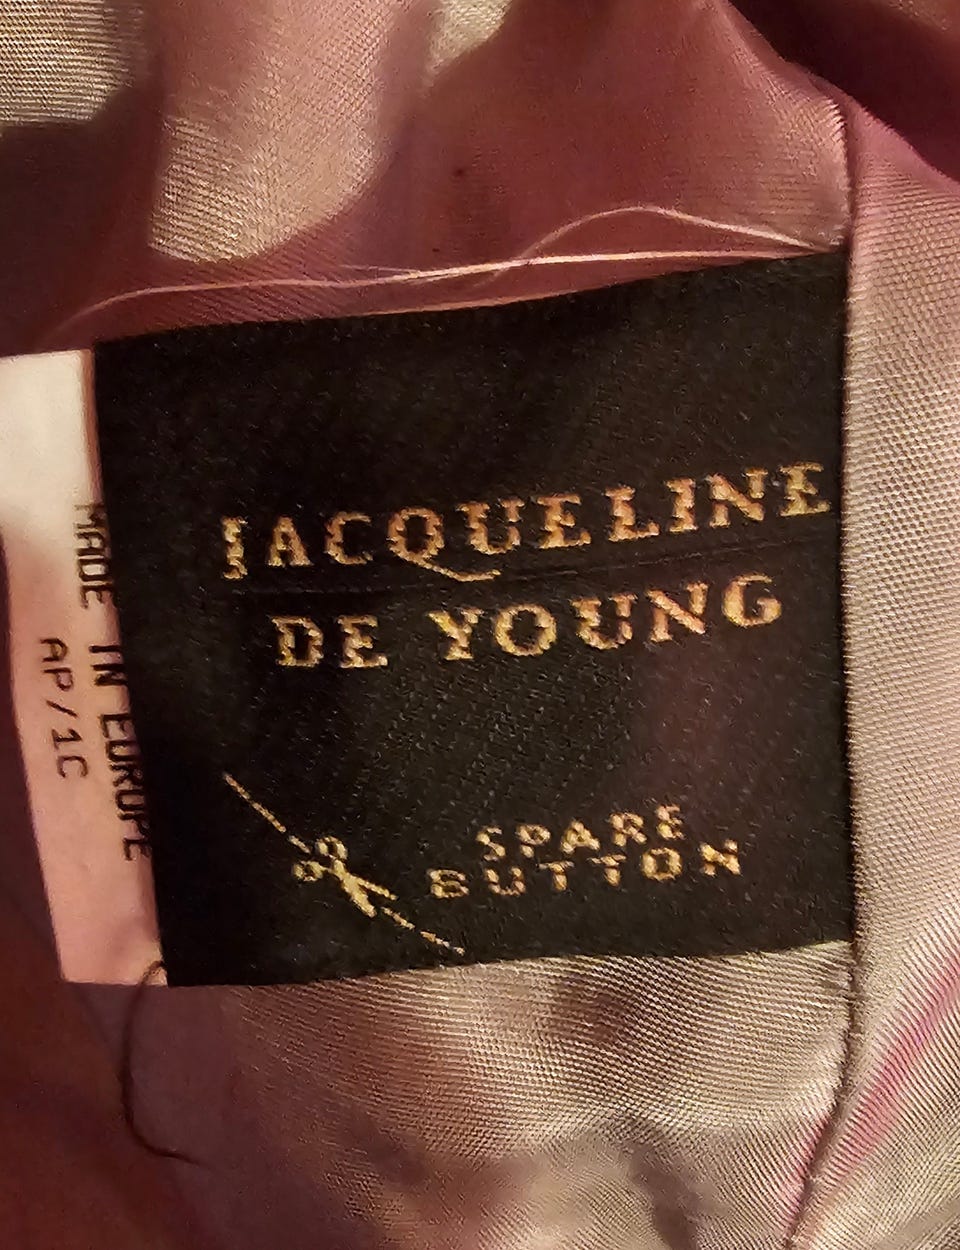 JACQUELINE
DE YOUNG
SPARE
BUTTON
MADE IN EUROPE
AP/1C